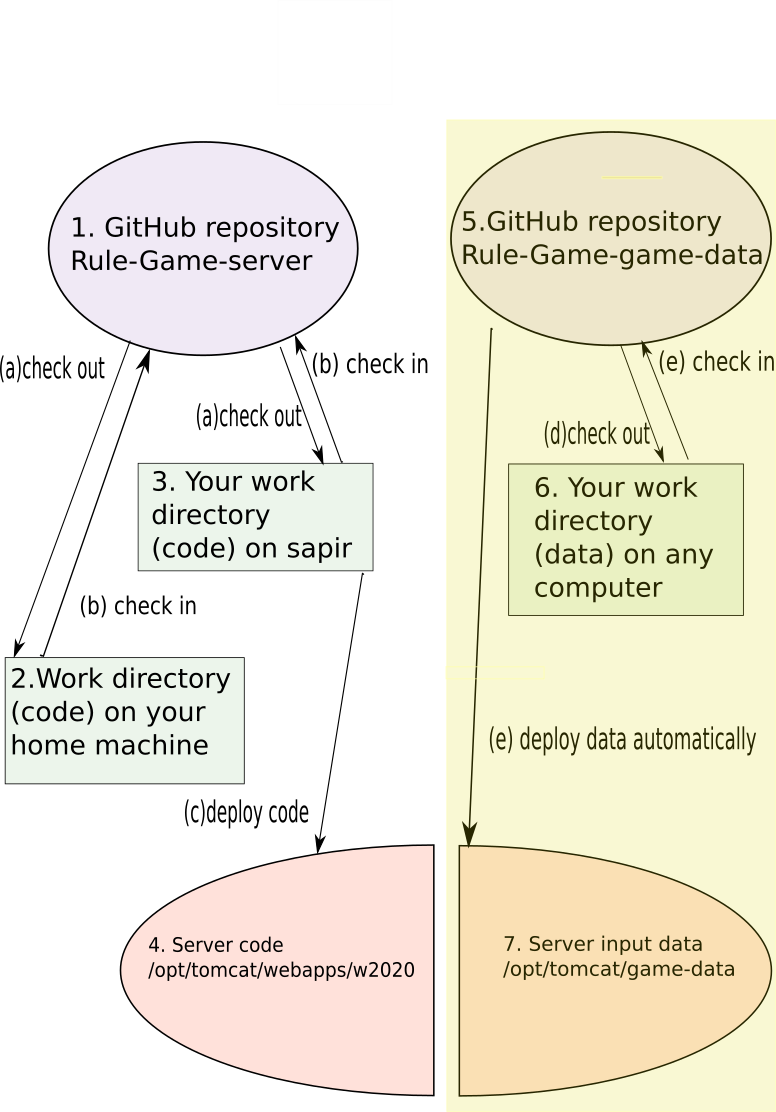 1. GitHub repository
Rule-Game-server
5.GitHub repository
Rule-Game-game-data
(a)check out
(b) check in
(e) check in
(a)check out
(d)check out
3. Your work
directory
(code) on sapir
6. Your work
directory
(data) on any
computer
(b) check in
2.Work directory
(code) on your
home machine
(e) deploy data automatically
(c)deploy code
4. Server code
/opt/tomcat/webapps/w2020
7. Server input data
/opt/tomcat/game-data